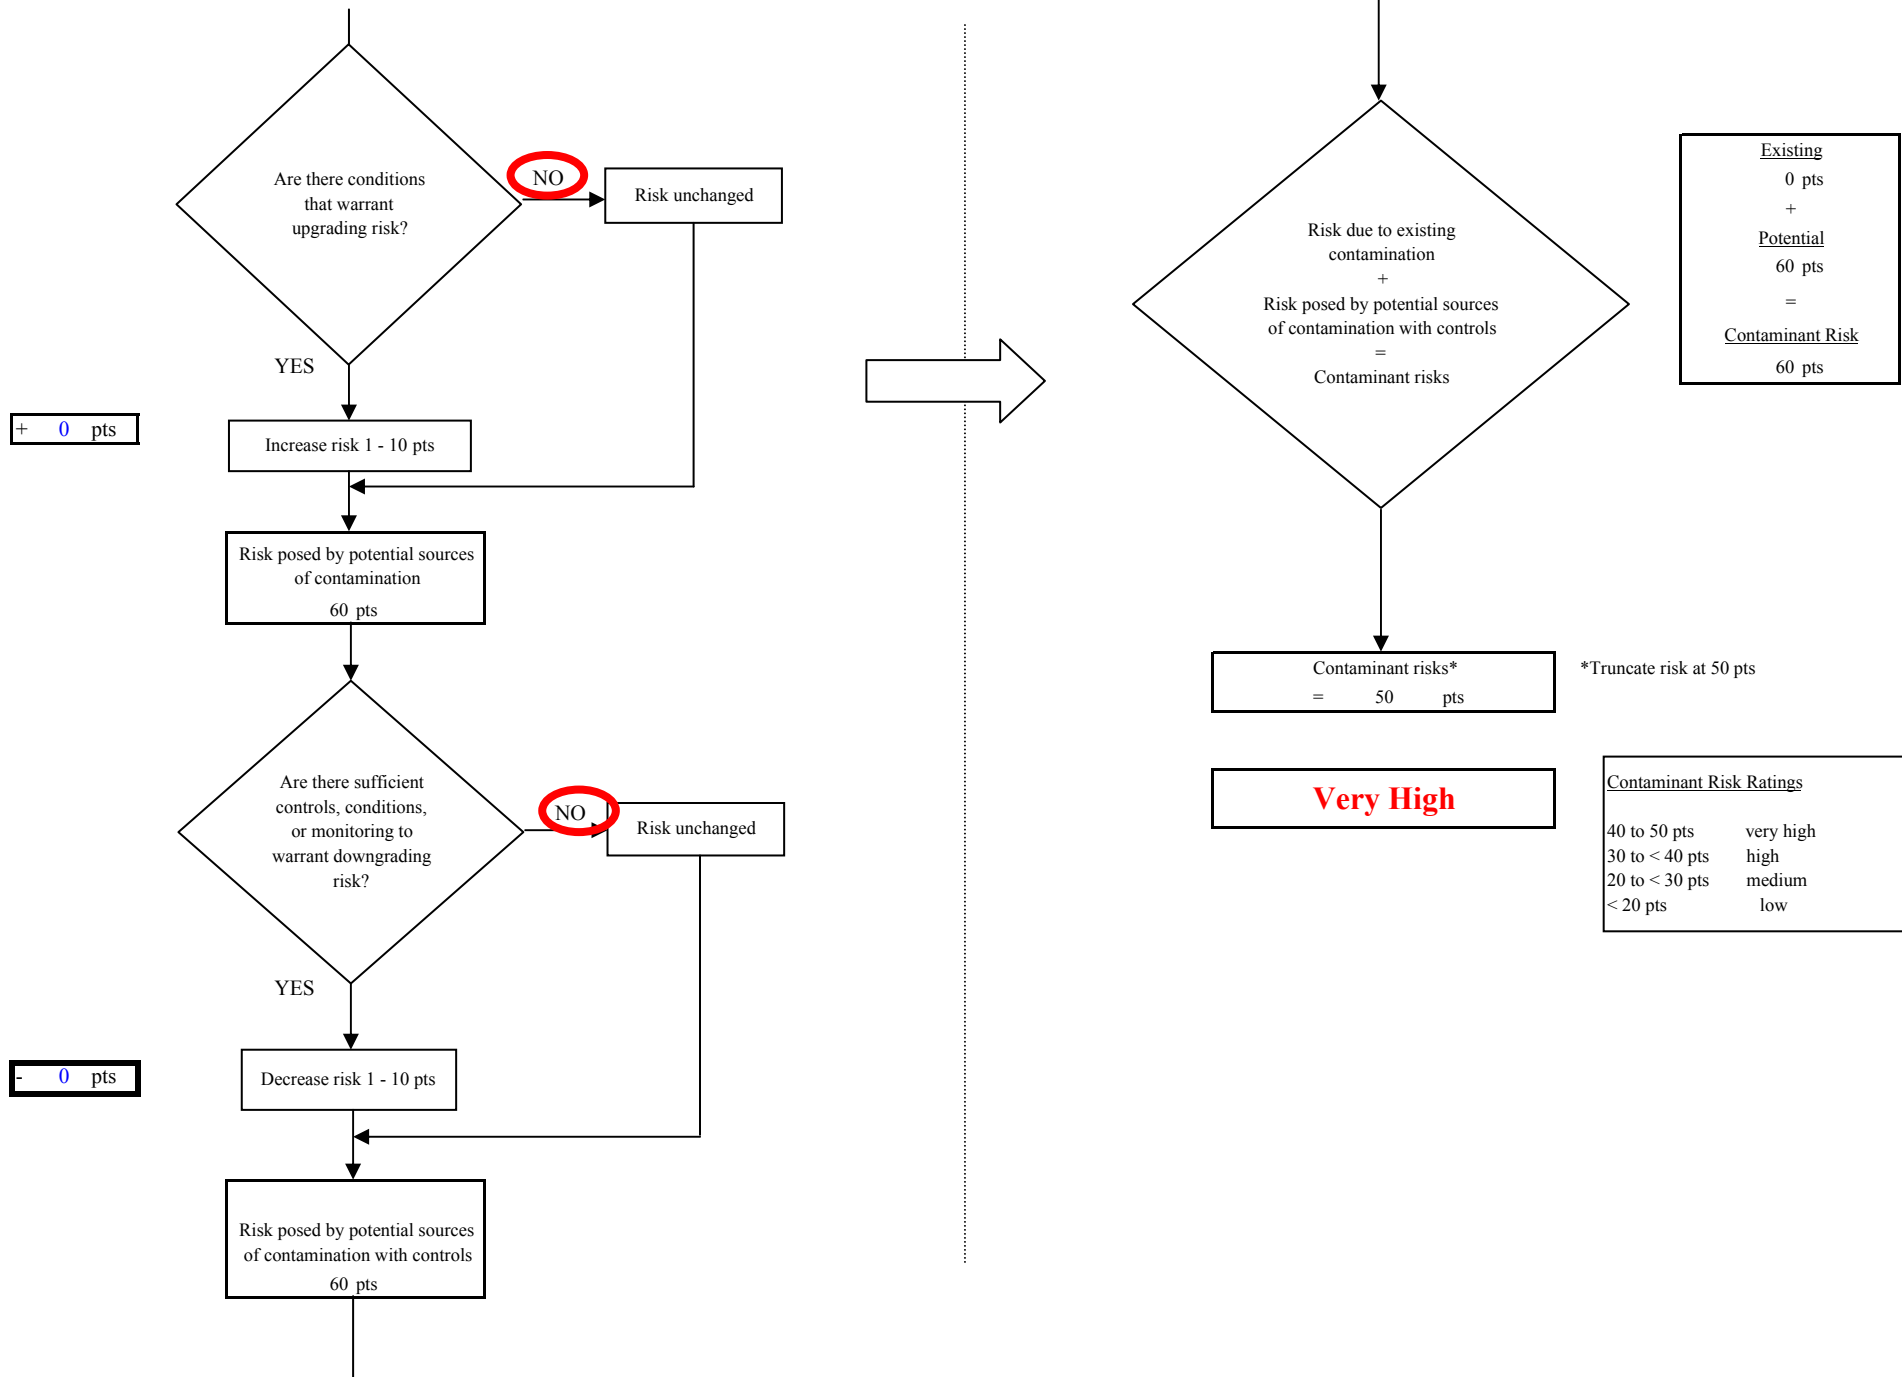 Are there conditions
that warrant
upgrading risk?
NO
Risk unchanged
YES
+ 0 pts
Increase risk 1 - 10 pts
Risk posed by potential sources
of contamination
60 pts
Are there sufficient
controls, conditions,
or monitoring to
warrant downgrading
risk?
NO
Risk unchanged
YES
- 0 pts
Decrease risk 1 - 10 pts
Risk posed by potential sources
of contamination with controls
60 pts
Risk due to existing
contamination
+
Risk posed by potential sources
of contamination with controls
=
Contaminant risks
Existing
0 pts
+
Potential
60 pts
=
Contaminant Risk
60 pts
Contaminant risks*
= 50 pts
*Truncate risk at 50 pts
Very High
Contaminant Risk Ratings
40 to 50 pts very high
30 to < 40 pts high
20 to < 30 pts medium
< 20 pts low